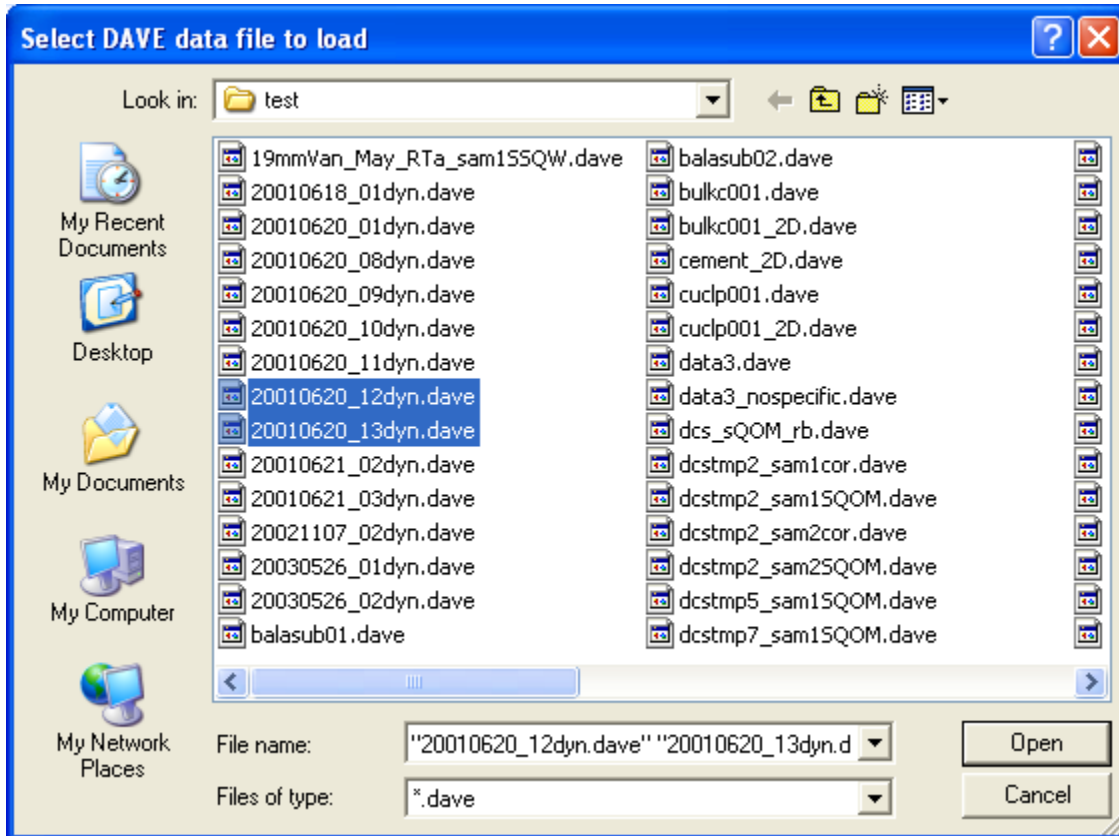 Select DAVE data file to load
Look in:
test
My Recent
Documents
Desktop
My Documents
My Computer
My Network
Places
19mmVan_May_RTa_sam1SSQW.dave
20010618_01dyn.dave
20010620_01dyn.dave
20010620_08dyn.dave
20010620_09dyn.dave
20010620_10dyn.dave
20010620_11dyn.dave
20010620_12dyn.dave
20010620_13dyn.dave
20010621_02dyn.dave
20010621_03dyn.dave
20021107_02dyn.dave
20030526_01dyn.dave
20030526_02dyn.dave
balasub01.dave
balasub02.dave
bulkc001.dave
bulkc001_2D.dave
cement_2D.dave
cuclp001.dave
cuclp001_2D.dave
data3.dave
data3_nospecific.dave
dcs_sQOM_rb.dave
dcstmp2_sam1cor.dave
dcstmp2_sam1SQOM.dave
dcstmp2_sam2cor.dave
dcstmp2_sam2SQOM.dave
dcstmp5_sam1SQOM.dave
dcstmp7_sam1SQOM.dave
File name:
"20010620_12dyn.dave" "20010620_13dyn.d
Open
Files of type:
*.dave
Cancel